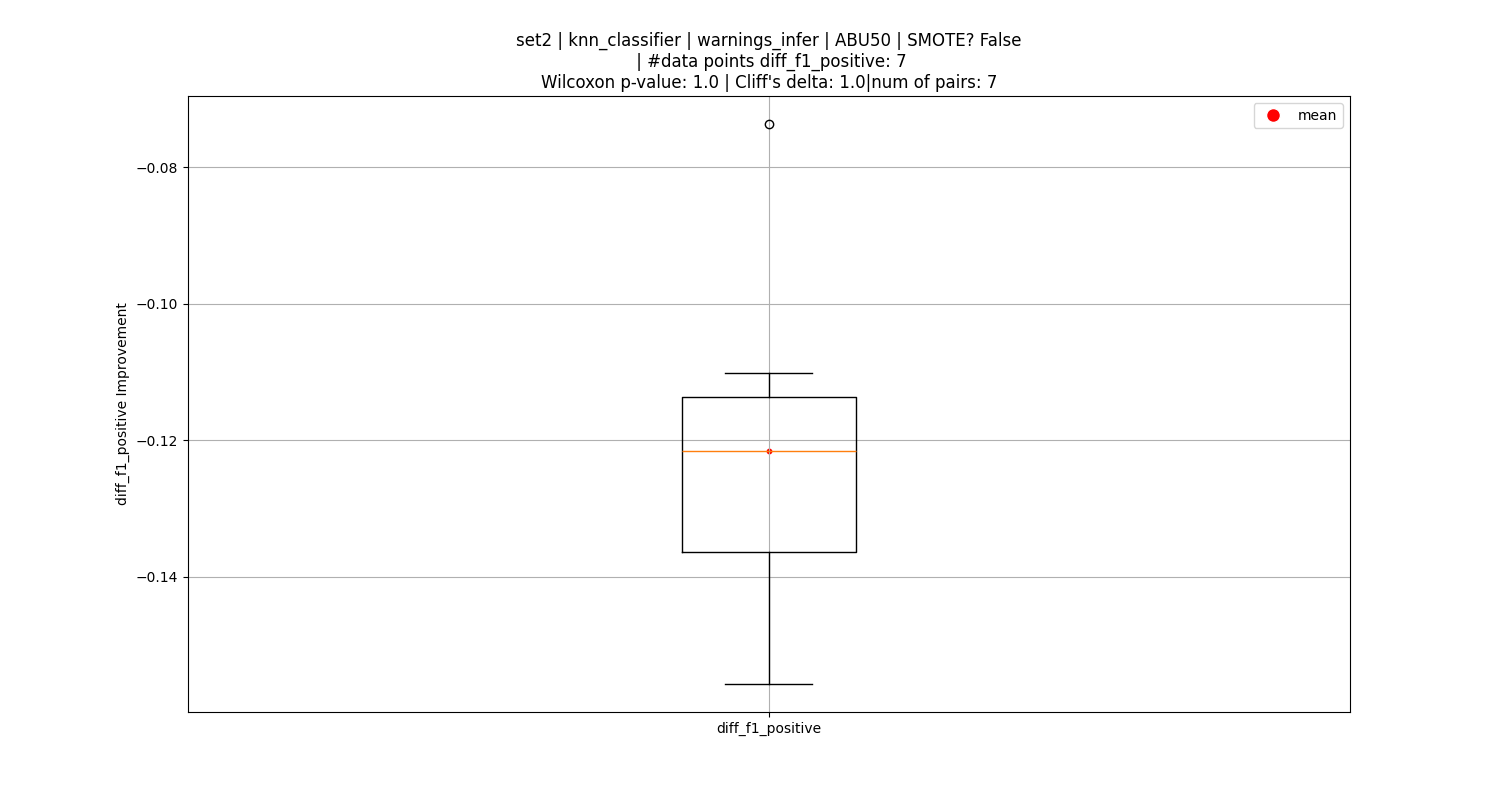 set2 | knn_classifier | warnings_infer | ABU50 | SMOTE? False
| #data points diff_f1_positive: 7
Wilcoxon p-value: 1.0 | Cliff's delta: 1.0|num of pairs: 7
mean
−0.08
−0.10
−0.12
−0.14
diff_f1_positive Improvement
diff_f1_positive